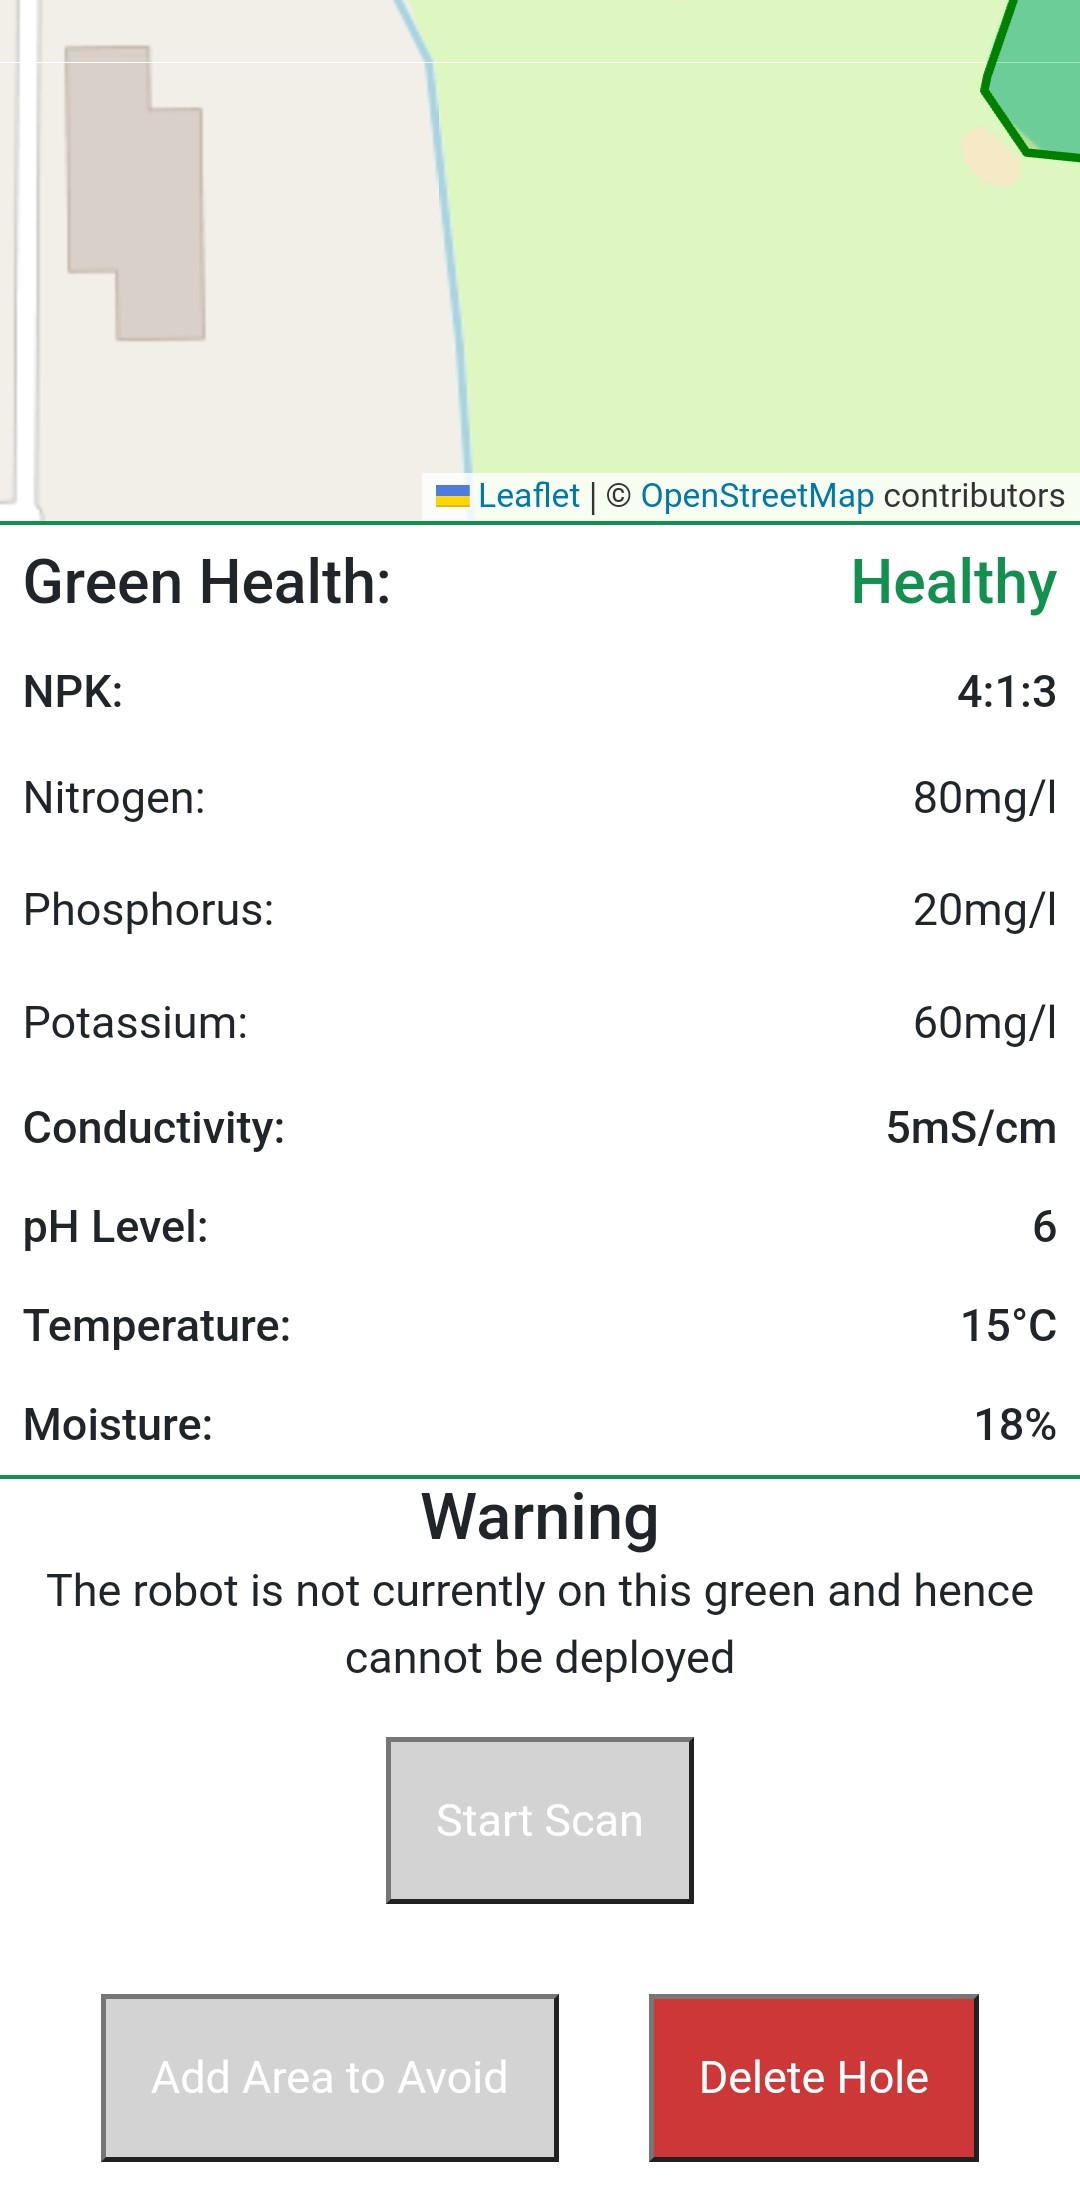 Leaflet | © OpenStreetMap contributors
Green Health: Healthy
NPK: 4:1:3
Nitrogen: 80mg/l
Phosphorus: 20mg/l
Potassium: 60mg/l
Conductivity: 5mS/cm
pH Level: 6
Temperature: 15°C
Moisture: 18%
Warning
The robot is not currently on this green and hence
cannot be deployed
Start Scan
Add Area to Avoid Delete Hole